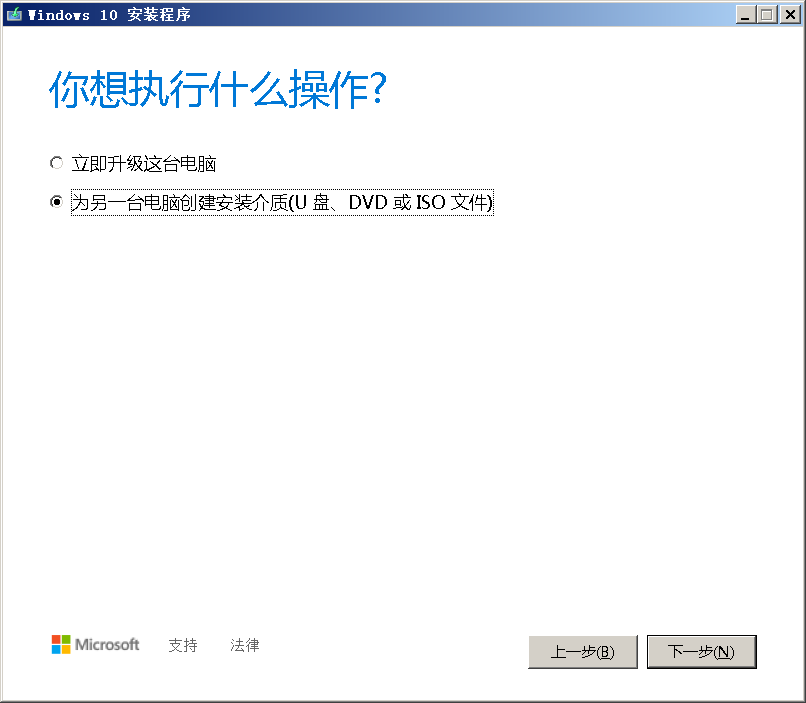 Windows 10 安装程序
你想执行什么操作?
立即升级这台电脑
为另一台电脑创建安装介质(U 盘、DVD 或 ISO 文件)
Microsoft 支持 法律 上一步(B) 下一步(N)